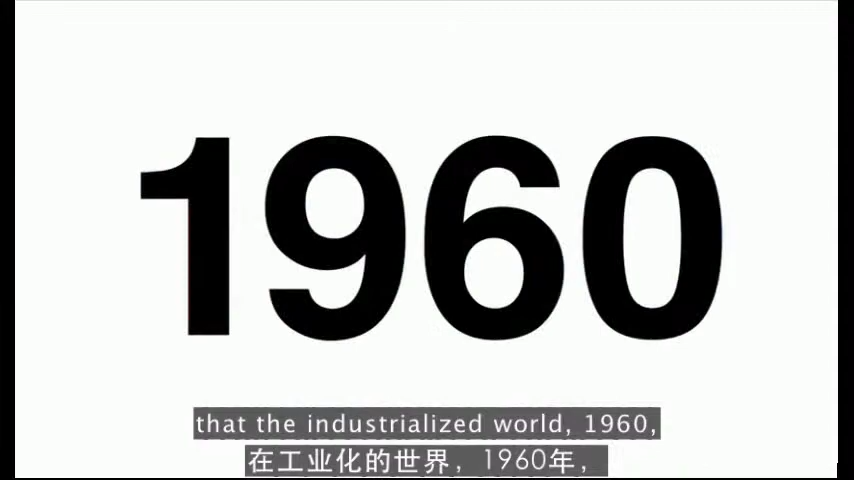 1960
that the industrialized world, 1960,
在工业化的世界，1960年，